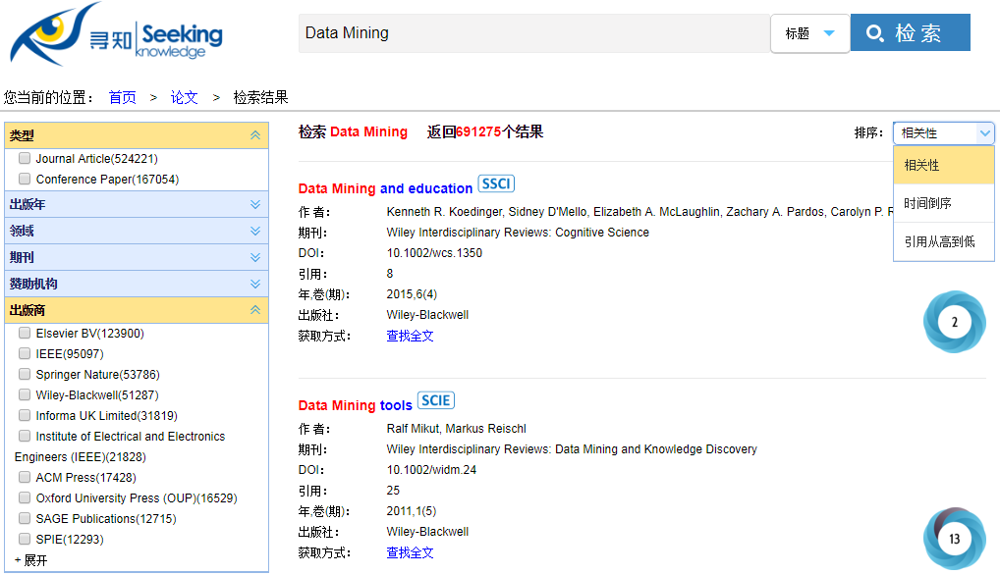 寻知 Seeking knowledge
Data Mining
标题
检 索
您当前的位置： 首页 > 论文 > 检索结果
类型
Journal Article(524221)
Conference Paper(167054)
出版年
领域
期刊
赞助机构
出版商
Elsevier BV(123900)
IEEE(95097)
Springer Nature(53786)
Wiley-Blackwell(51287)
Informa UK Limited(31819)
Institute of Electrical and Electronics
Engineers (IEEE)(21828)
ACM Press(17428)
Oxford University Press (OUP)(16529)
SAGE Publications(12715)
SPIE(12293)
+ 展开
检索 Data Mining 返回691275个结果
排序： 相关性
相关性
时间倒序
引用从高到低
Data Mining and education SSCI
作 者： Kenneth R. Koedinger, Sidney D'Mello, Elizabeth A. McLaughlin, Zachary A. Pardos, Carolyn P.
期刊： Wiley Interdisciplinary Reviews: Cognitive Science
DOI： 10.1002/wcs.1350
引用： 8
年,卷(期)： 2015,6(4)
出版社： Wiley-Blackwell
获取方式： 查找全文
2
Data Mining tools SCIE
作 者： Ralf Mikut, Markus Reischl
期刊： Wiley Interdisciplinary Reviews: Data Mining and Knowledge Discovery
DOI： 10.1002/widm.24
引用： 25
年,卷(期)： 2011,1(5)
出版社： Wiley-Blackwell
获取方式： 查找全文
13